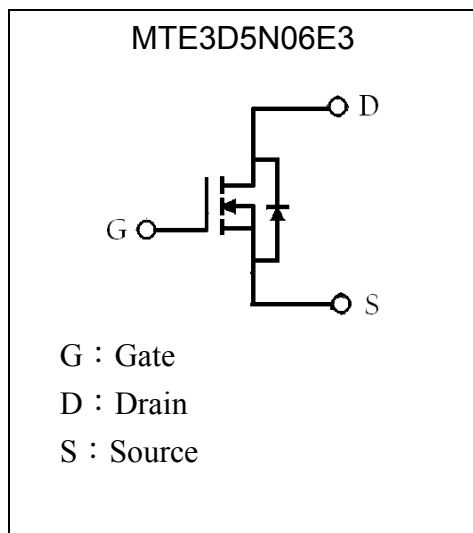 MTE3D5N06E3
D
G
S
G：Gate
D：Drain
S：Source